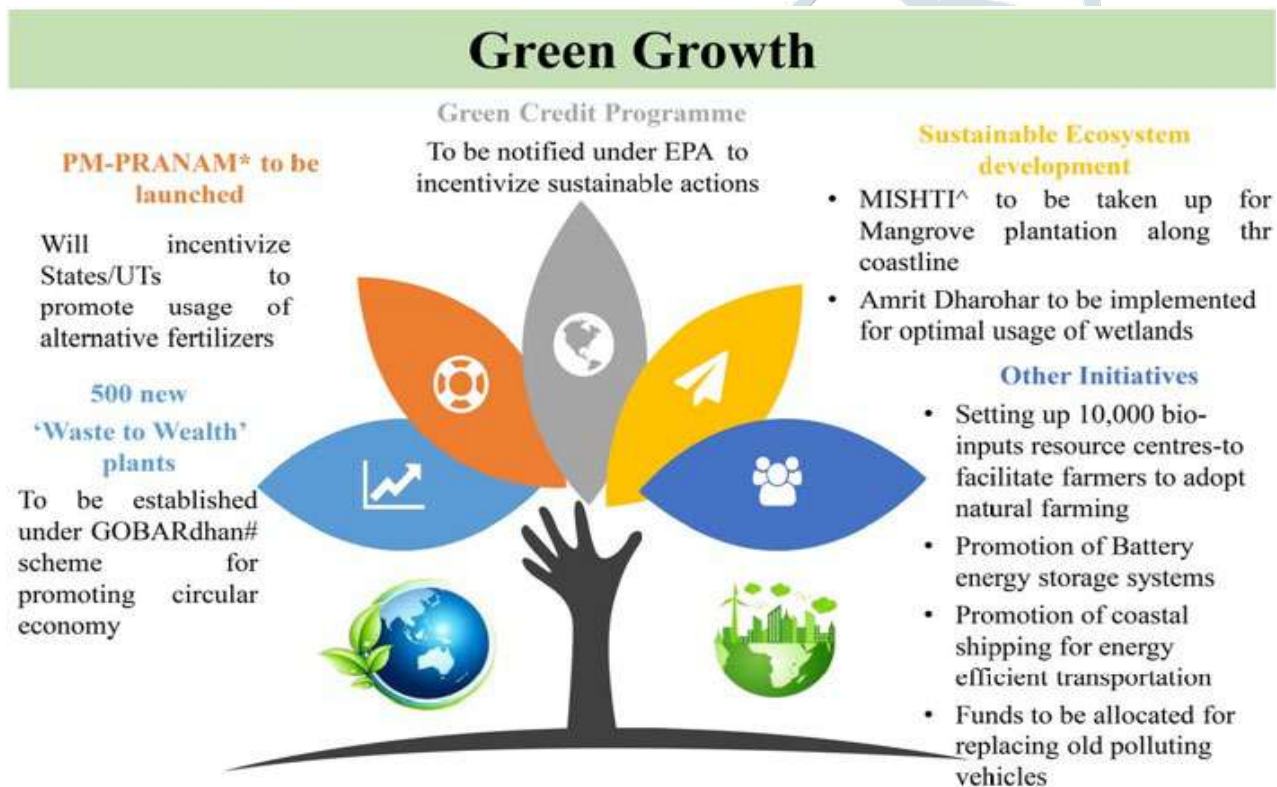 Green Growth
Green Credit Programme
To be notified under EPA to
incentivize sustainable actions
PM-PRANAM* to be
launched
Will incentivize
States/UTs to
promote usage of
alternative fertilizers
500 new
‘Waste to Wealth’
plants
To be established
under GOBARdhan#
scheme for
promoting circular
economy
Sustainable Ecosystem
development
• MISHTI^ to be taken up for
Mangrove plantation along thr
coastline
• Amrit Dharohar to be implemented
for optimal usage of wetlands
Other Initiatives
• Setting up 10,000 bio-
inputs resource centres-to
facilitate farmers to adopt
natural farming
• Promotion of Battery
energy storage systems
• Promotion of coastal
shipping for energy
efficient transportation
• Funds to be allocated for
replacing old polluting
vehicles